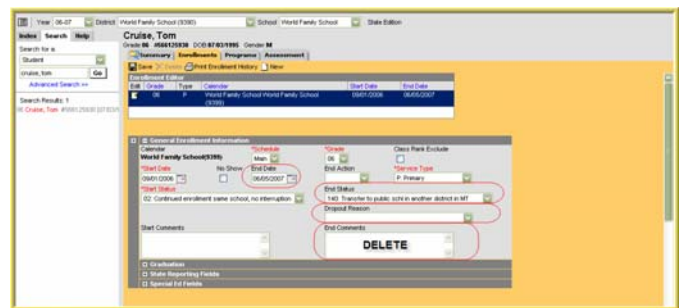 Year 06-07 District World Family School (9390) School World Family School State Edition
Index Search Help
Search for a:
Student
cruise, tom Go
Advanced Search >>
Search Results: 1
Cruise, Tom
Grade 06 #588125930 DOB 07/03/1995 Gender M
Summary Enrollments Programs Assessment
Save Delete Print Enrollment History New
Enrollment Editor
Edit Grade Type Calendar Start Date End Date
06 P World Family School World Family School 09/01/2006 06/05/2007
(9399)
General Enrollment Information
Calendar *Schedule *Grade Class Rank Exclude
World Family School(9399) Main 06
*Start Date No Show End Date End Action *Service Type
09/01/2006 06/05/2007 P: Primary
*Start Status End Status
02: Continued enrollment same school, no interruption 140: Transfer to public schl in another district in MT
Dropout Reason
Start Comments End Comments
DELETE
Graduation
State Reporting Fields
Special Ed Fields